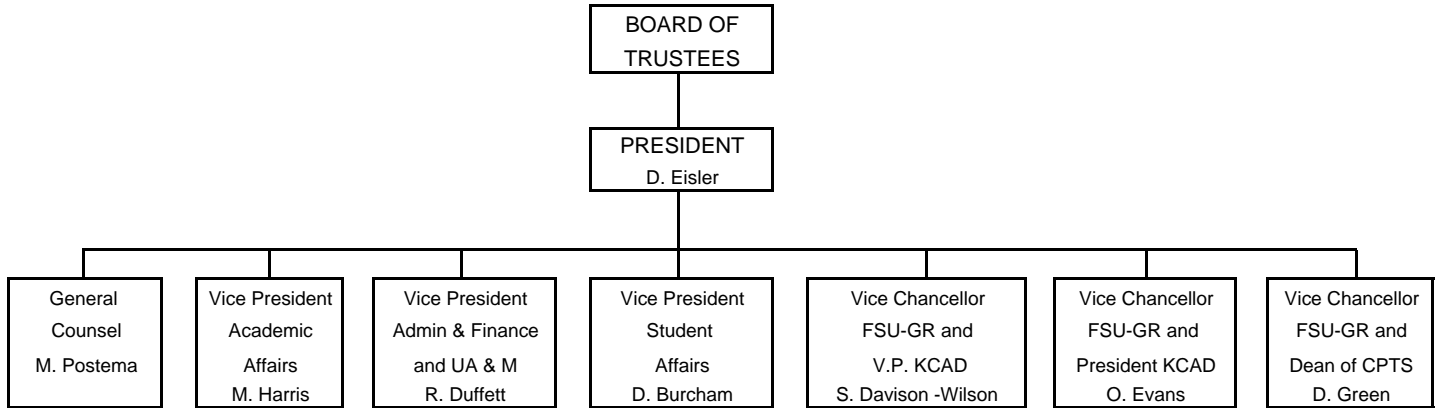 BOARD OF
TRUSTEES
PRESIDENT
D. Eisler
General
Counsel
M. Postema
Vice President
Academic
Affairs
M. Harris
Vice President
Admin & Finance
and UA & M
R. Duffett
Vice President
Student
Affairs
D. Burcham
Vice Chancellor
FSU-GR and
V.P. KCAD
S. Davison -Wilson
Vice Chancellor
FSU-GR and
President KCAD
O. Evans
Vice Chancellor
FSU-GR and
Dean of CPTS
D. Green